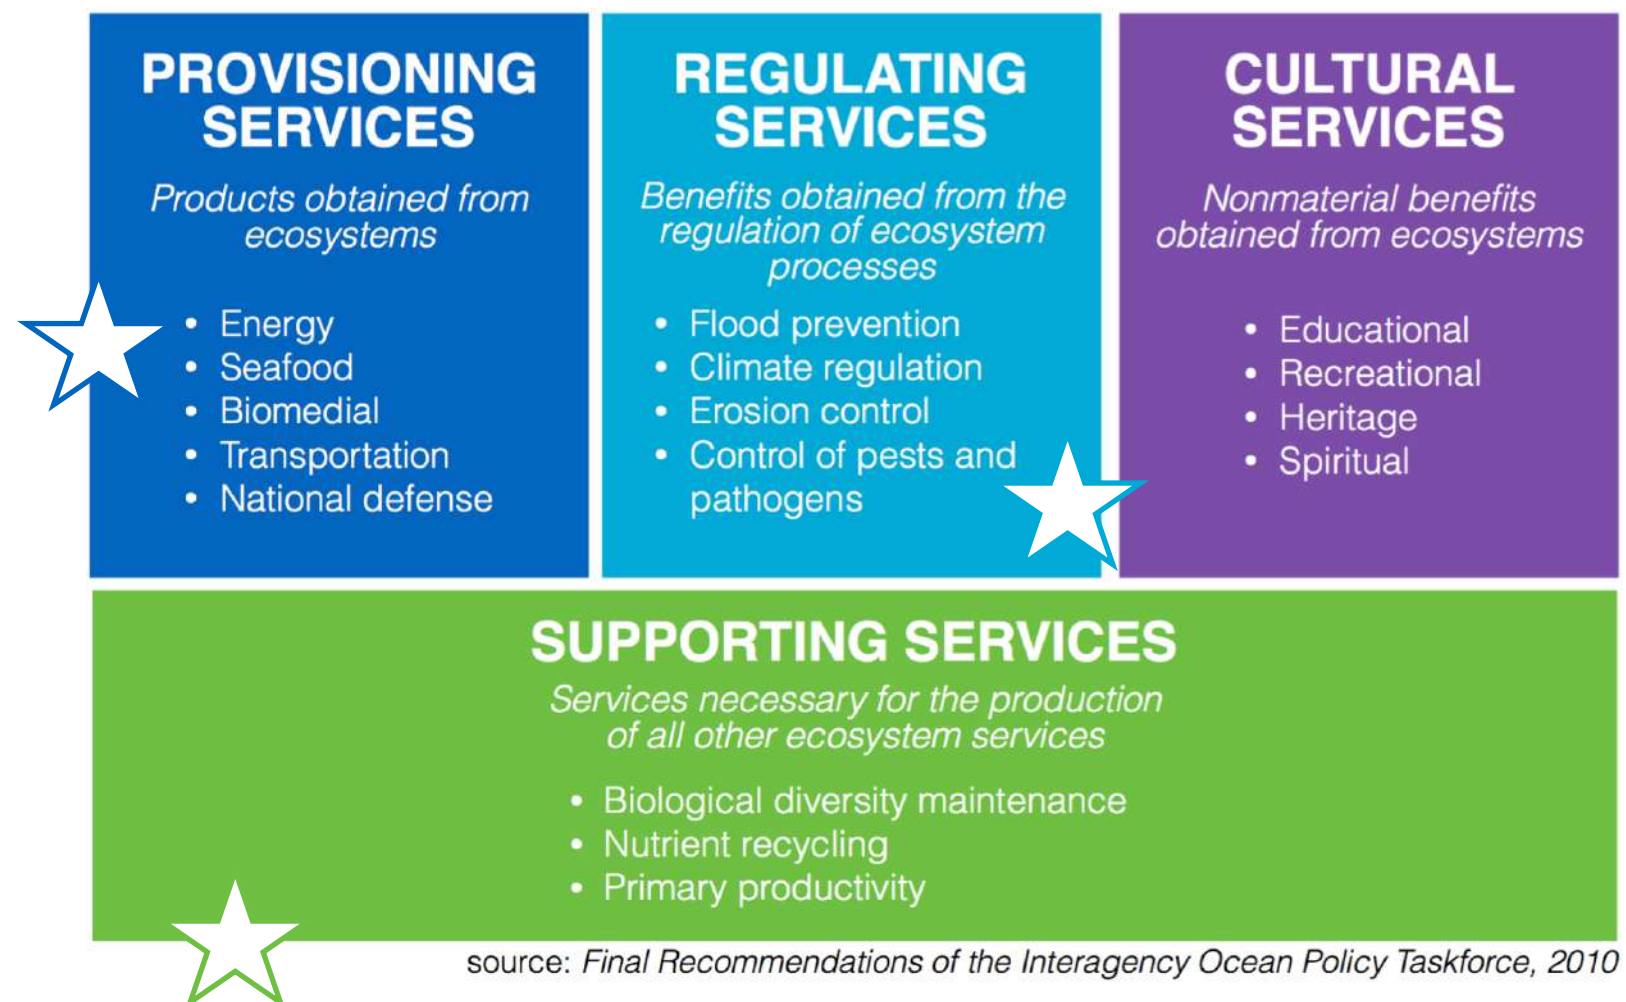 PROVISIONING
SERVICES
Products obtained from
ecosystems
• Energy
• Seafood
• Biomedial
• Transportation
• National defense
REGULATING
SERVICES
Benefits obtained from the
regulation of ecosystem
processes
• Flood prevention
• Climate regulation
• Erosion control
• Control of pests and
pathogens
CULTURAL
SERVICES
Nonmaterial benefits
obtained from ecosystems
• Educational
• Recreational
• Heritage
• Spiritual
SUPPORTING SERVICES
Services necessary for the production
of all other ecosystem services
• Biological diversity maintenance
• Nutrient recycling
• Primary productivity
source: Final Recommendations of the Interagency Ocean Policy Taskforce, 2010